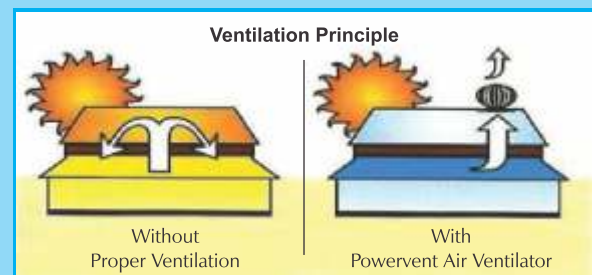 Ventilation Principle
Without
Proper Ventilation
With
Powervent Air Ventilator